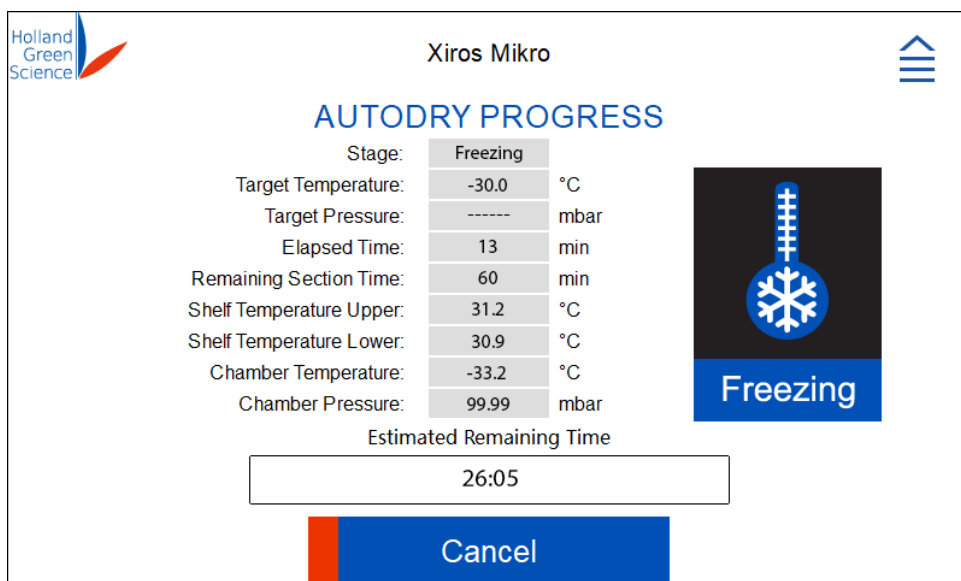 Holland
Green
Science
Xiros Mikro
AUTODRY PROGRESS
Stage: Freezing
Target Temperature: -30.0 °C
Target Pressure: ------ mbar
Elapsed Time: 13 min
Remaining Section Time: 60 min
Shelf Temperature Upper: 31.2 °C
Shelf Temperature Lower: 30.9 °C
Chamber Temperature: -33.2 °C
Chamber Pressure: 99.99 mbar
Freezing
Estimated Remaining Time
26:05
Cancel